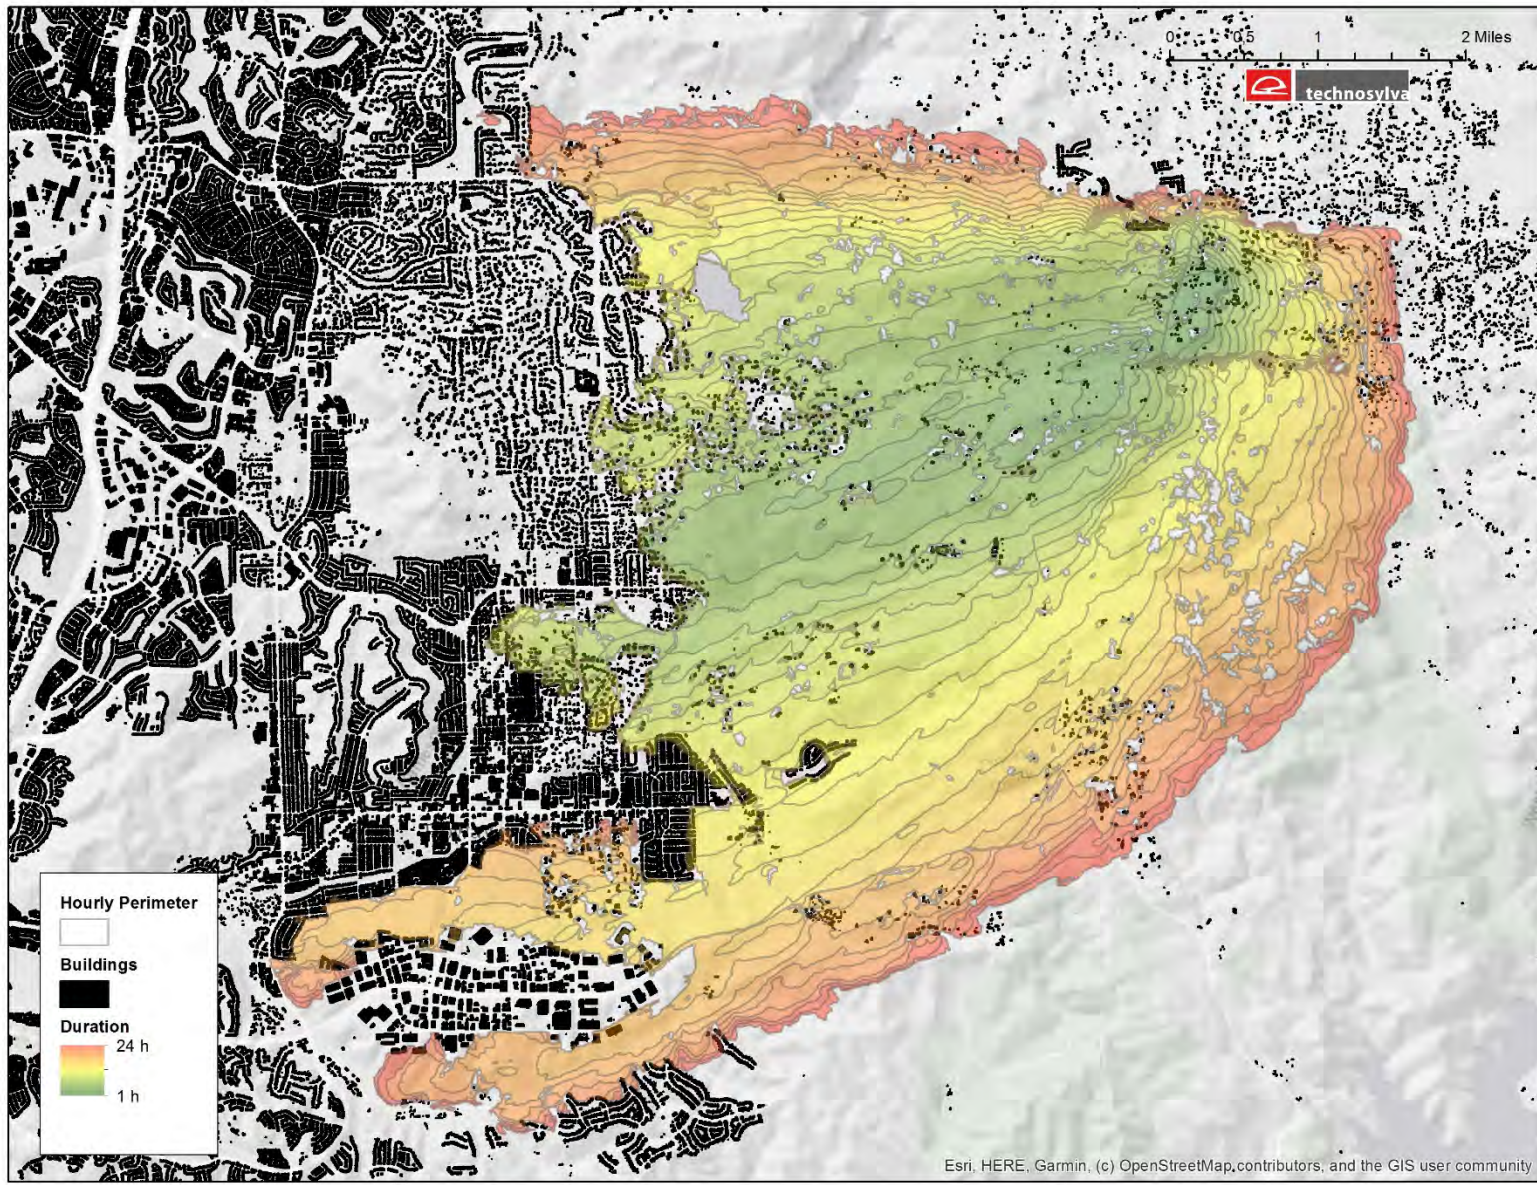 0 0.5 1 2 Miles
technosylva
Hourly Perimeter
Buildings
Duration
24 h
1 h
Esri, HERE, Garmin, (c) OpenStreetMap contributors, and the GIS user community